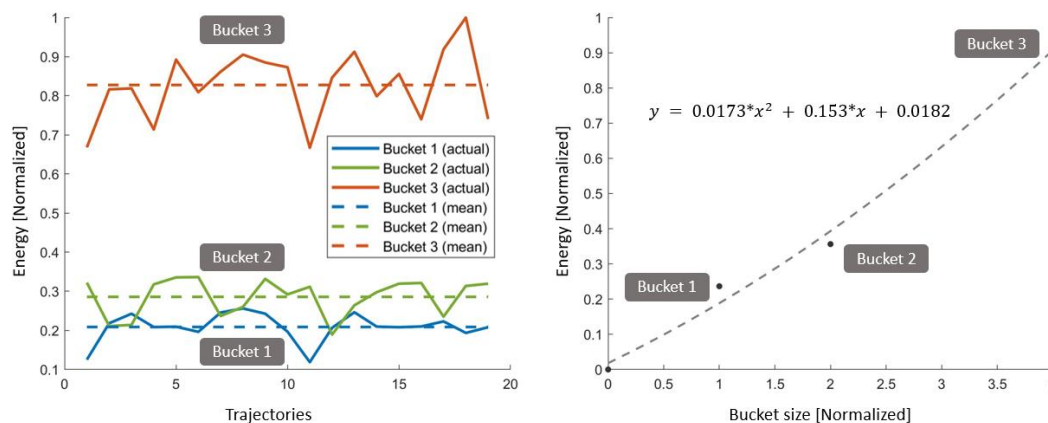 1
0.9
0.8
0.7
0.6
0.5
0.4
0.3
0.2
0.1
Energy [Normalized]
Bucket 3
Bucket 1 (actual)
Bucket 2 (actual)
Bucket 3 (actual)
Bucket 1 (mean)
Bucket 2 (mean)
Bucket 3 (mean)
Bucket 2
Bucket 1
0 5 10 15 20
Trajectories
1
0.9
0.8
0.7
0.6
0.5
0.4
0.3
0.2
0.1
0
Energy [Normalized]
Bucket 3
y = 0.0173*x² + 0.153*x + 0.0182
Bucket 2
Bucket 1
0 0.5 1 1.5 2 2.5 3 3.5
Bucket size [Normalized]